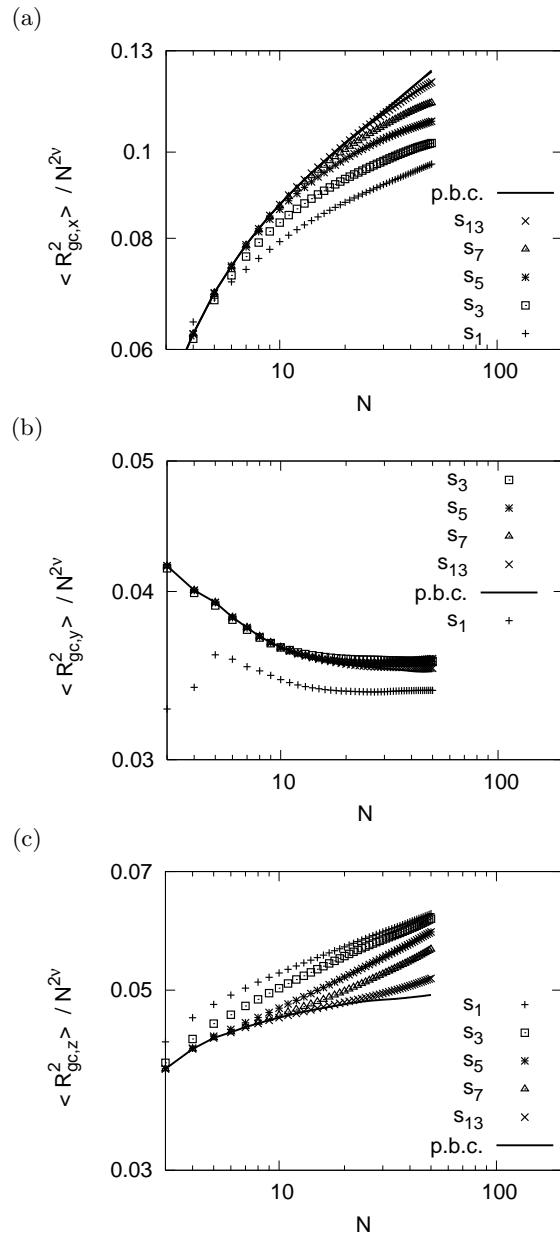 (a)
0.13
0.1
0.08
0.06
< R²gc,x> / N²ν
p.b.c.
s13
s7
s5
s3
s1
10
100
N
(b)
0.05
0.04
0.03
< R²gc,y> / N²ν
s3
s5
s7
s13
p.b.c.
s1
10
100
N
(c)
0.07
0.05
0.03
< R²gc,z> / N²ν
s1
s3
s5
s7
s13
p.b.c.
10
100
N